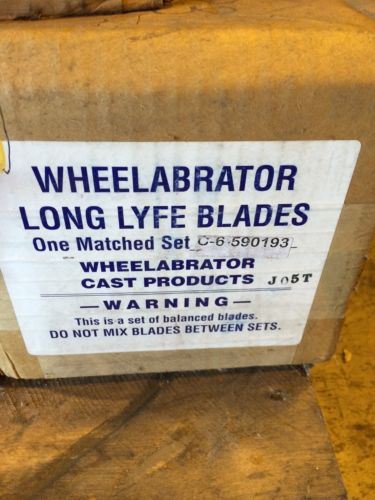 WHEELABRATOR
LONG LYFE BLADES
One Matched Set C-6-590193
WHEELABRATOR
CAST PRODUCTS J05T
— WARNING —
This is a set of balanced blades.
DO NOT MIX BLADES BETWEEN SETS.